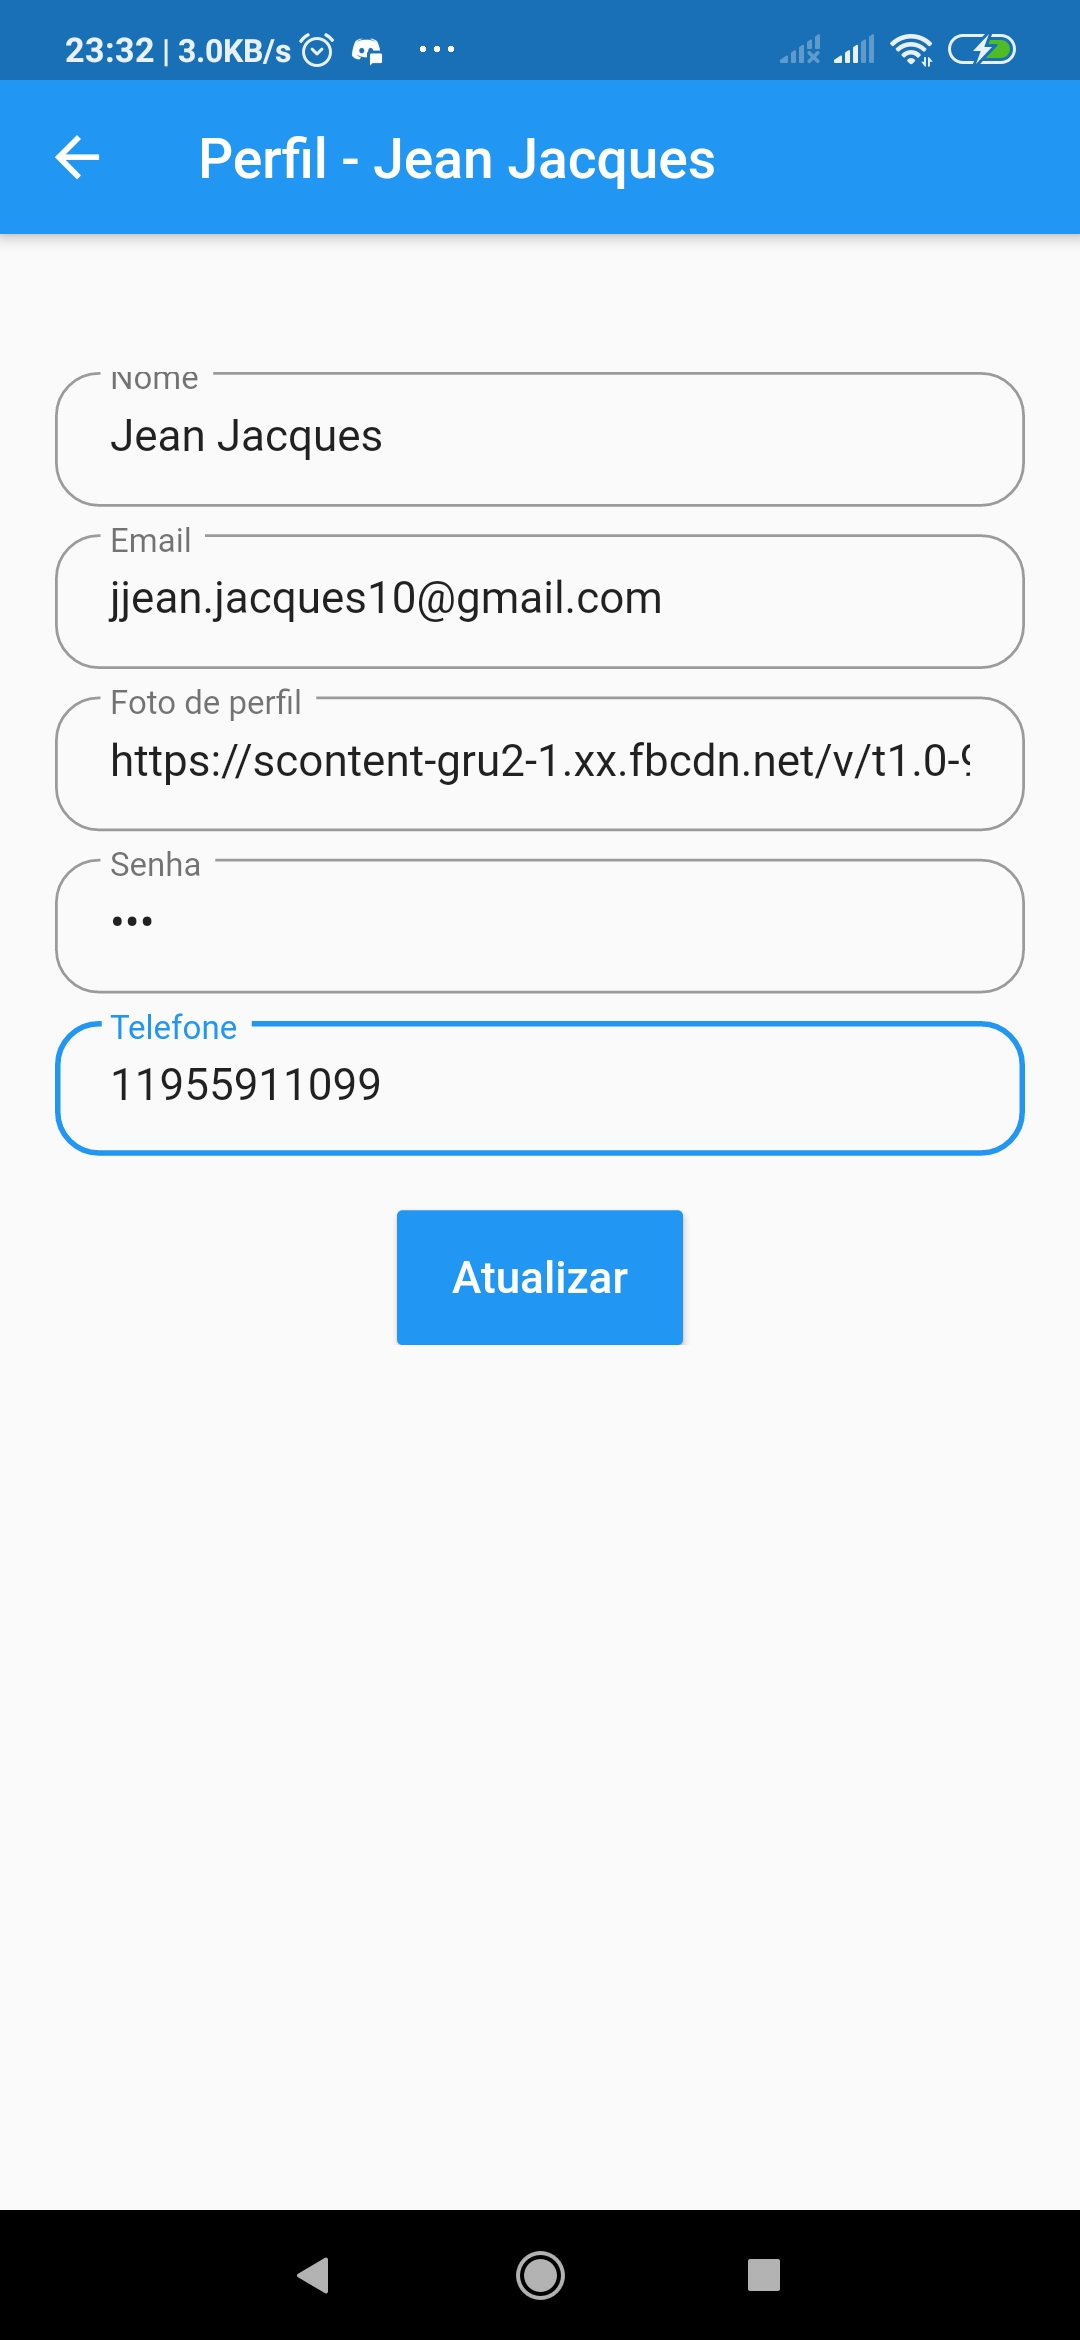 23:32 | 3.0KB/s
Perfil - Jean Jacques
Nome
Jean Jacques
Email
jjean.jacques10@gmail.com
Foto de perfil
https://scontent-gru2-1.xx.fbcdn.net/v/t1.0-9
Senha
•••
Telefone
11955911099
Atualizar